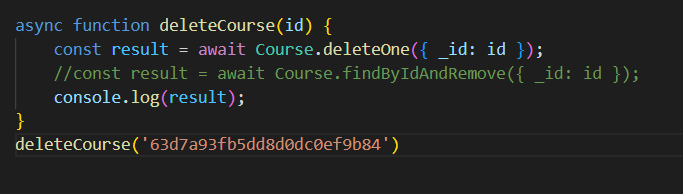 async function deleteCourse(id) {
    const result = await Course.deleteOne({ _id: id });
    //const result = await Course.findByIdAndRemove({ _id: id });
    console.log(result);
}
deleteCourse('63d7a93fb5dd8d0dc0ef9b84')